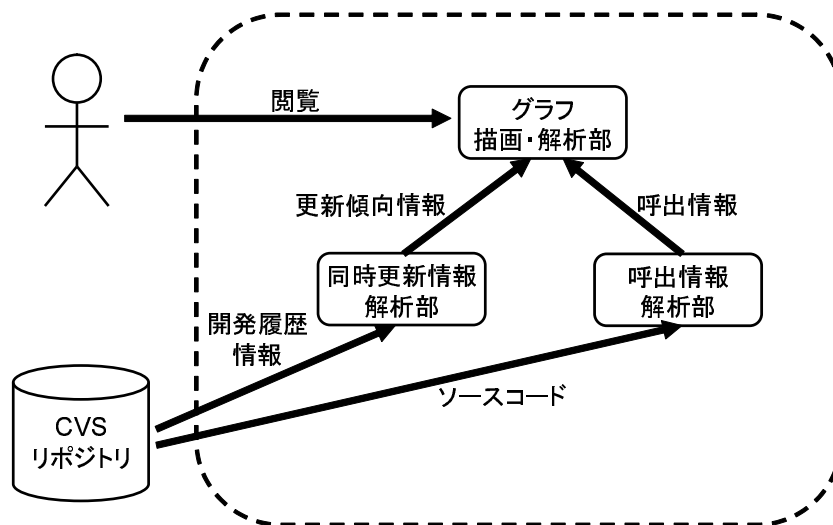 閲覧
グラフ
描画・解析部
更新傾向情報
呼出情報
同時更新情報
解析部
呼出情報
解析部
開発履歴
情報
ソースコード
CVS
リポジトリ